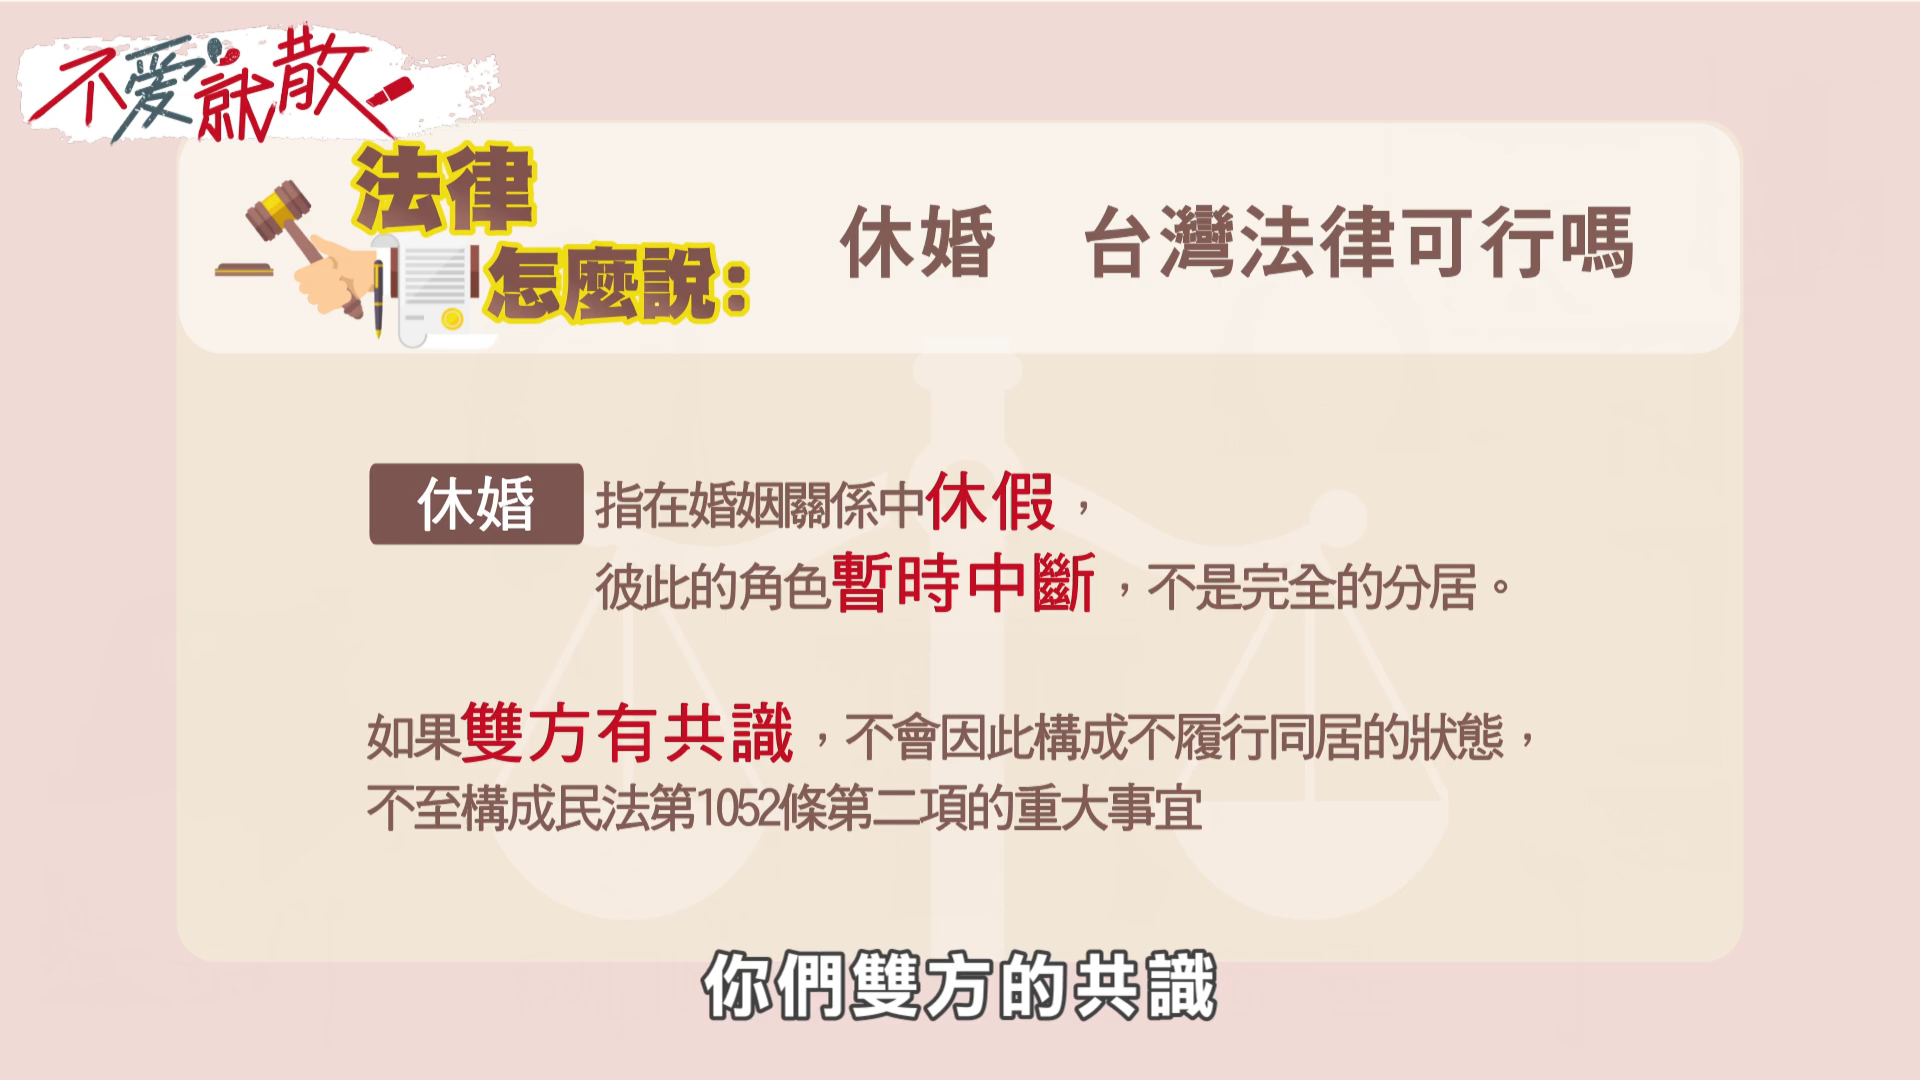 不愛就散
法律
怎麼說:
休婚 台灣法律可行嗎
休婚 指在婚姻關係中休假，
彼此的角色暫時中斷，不是完全的分居。
如果雙方有共識，不會因此構成不履行同居的狀態，
不至構成民法第1052條第二項的重大事宜
你們雙方的共識